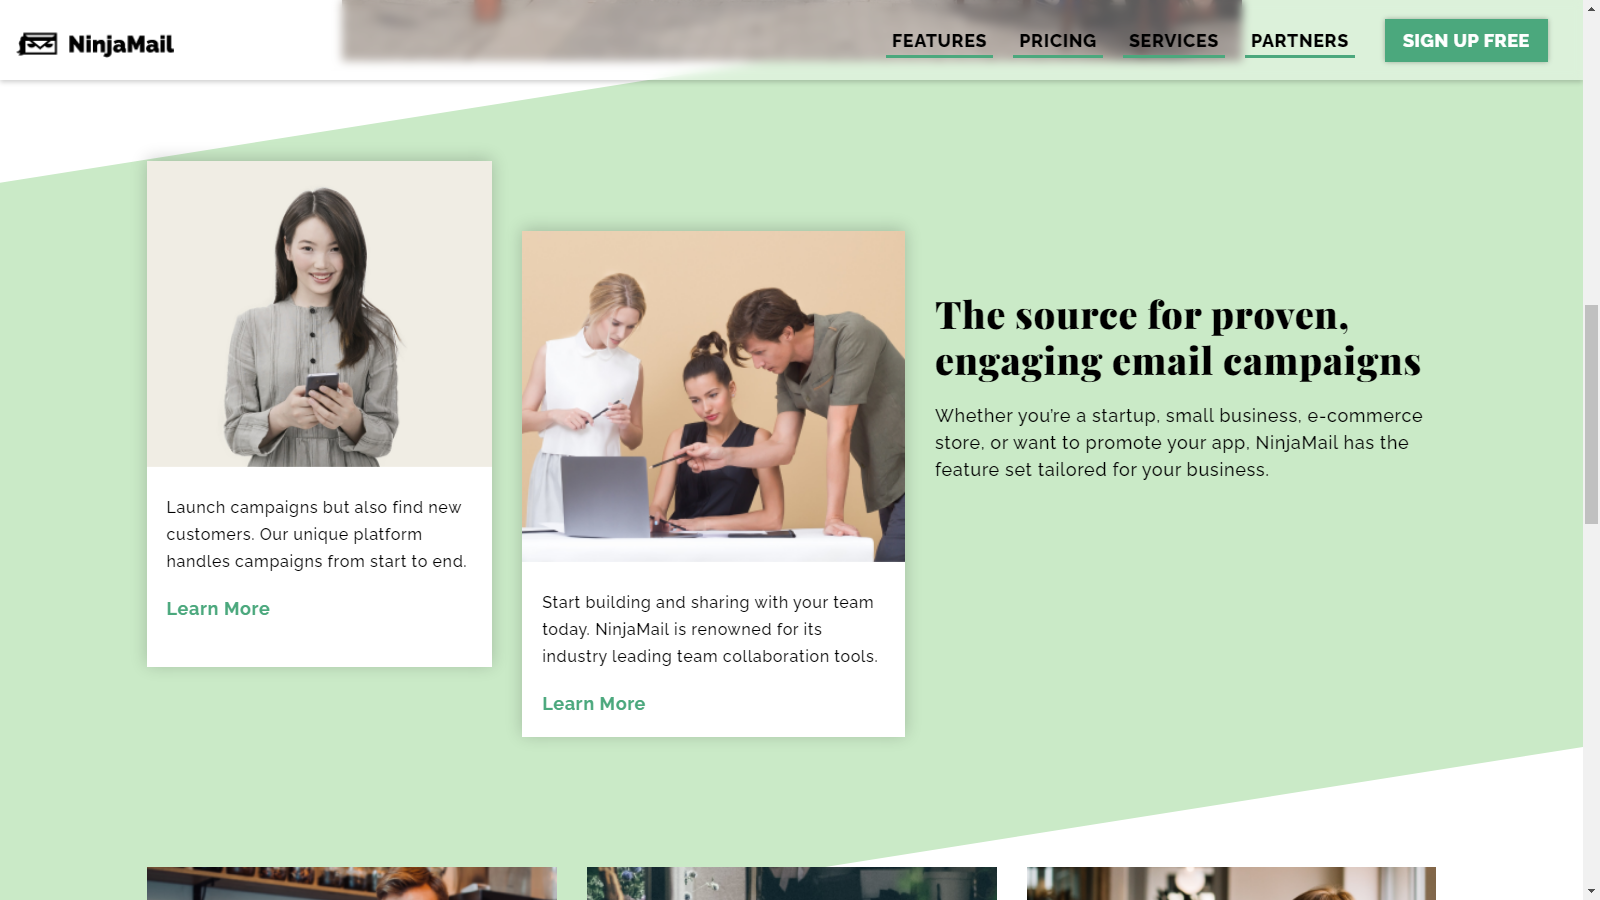 NinjaMail
FEATURES
PRICING
SERVICES
PARTNERS
SIGN UP FREE
Launch campaigns but also find new
customers. Our unique platform
handles campaigns from start to end.
Learn More
Start building and sharing with your team
today. NinjaMail is renowned for its
industry leading team collaboration tools.
Learn More
The source for proven,
engaging email campaigns
Whether you’re a startup, small business, e-commerce
store, or want to promote your app, NinjaMail has the
feature set tailored for your business.